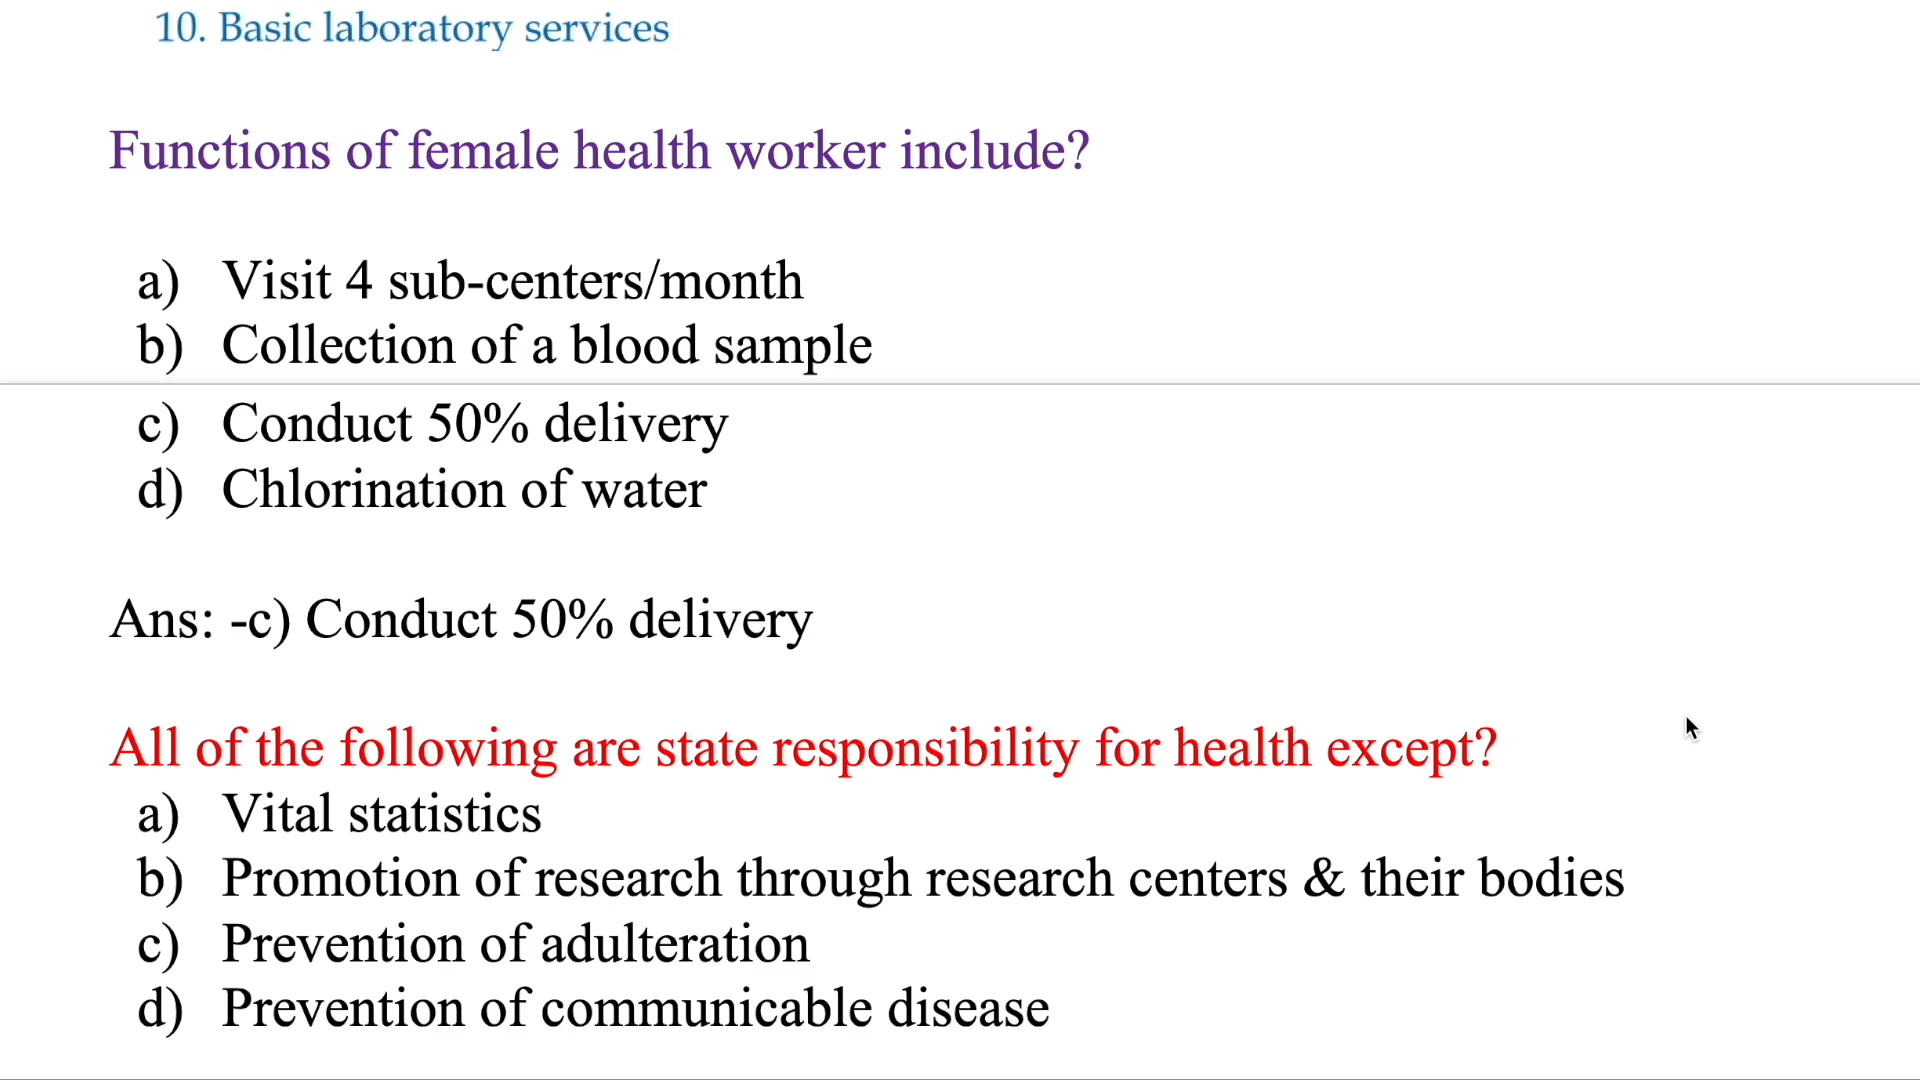 10. Basic laboratory services
Functions of female health worker include?
a) Visit 4 sub-centers/month
b) Collection of a blood sample
c) Conduct 50% delivery
d) Chlorination of water
Ans: -c) Conduct 50% delivery
All of the following are state responsibility for health except?
a) Vital statistics
b) Promotion of research through research centers & their bodies
c) Prevention of adulteration
d) Prevention of communicable disease